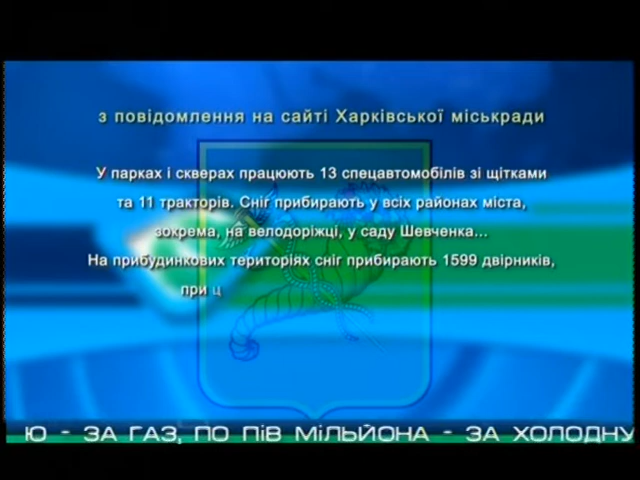 з повідомлення на сайті Харківської міськради
У парках і скверах працюють 13 спецавтомобілів зі щітками
та 11 тракторів. Сніг прибирають у всіх районах міста,
зокрема, на велодоріжці, у саду Шевченка...
На прибудинкових територіях сніг прибирають 1599 двірників,
при ц
Ю - ЗА ГАЗ, ПО ПІВ МІЛЬЙОНА - ЗА ХОЛОДНУ